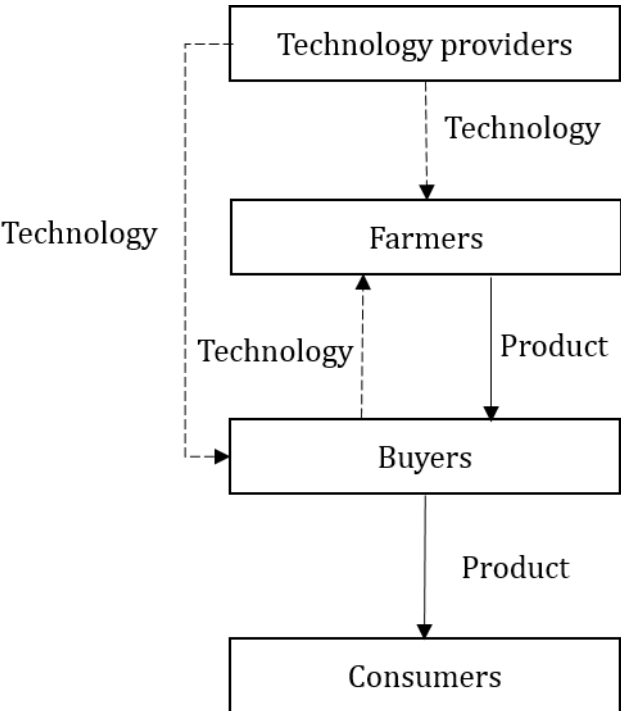 Technology providers
Technology
Farmers
Technology
Technology
Product
Buyers
Product
Consumers